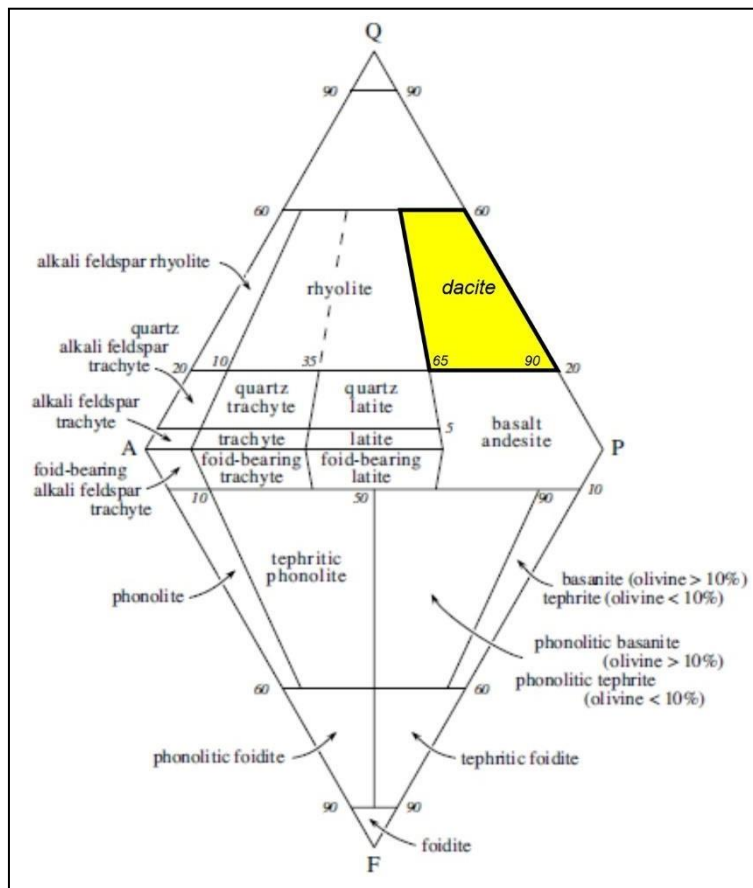 Q
90
90
60
60
alkali feldspar rhyolite
rhyolite
dacite
quartz
alkali feldspar
trachyte
20
10
35
65
90
20
quartz
trachyte
quartz
latite
alkali feldspar
trachyte
5
basalt
andesite
trachyte
latite
A
P
foid-bearing
alkali feldspar
trachyte
foid-bearing
trachyte
foid-bearing
latite
10
50
90
10
tephritic
phonolite
phonolite
basanite (olivine > 10%)
tephrite (olivine < 10%)
phonolitic basanite
(olivine > 10%)
phonolitic tephrite
(olivine < 10%)
60
60
phonolitic foidite
tephritic foidite
90
90
foidite
F